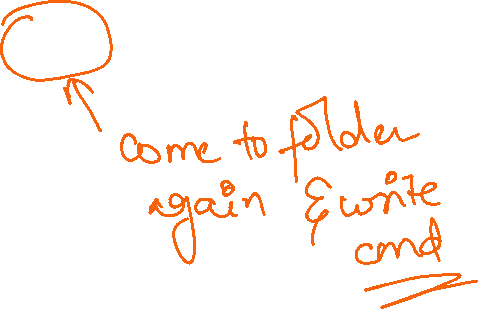 come to folder
again & write
cmd